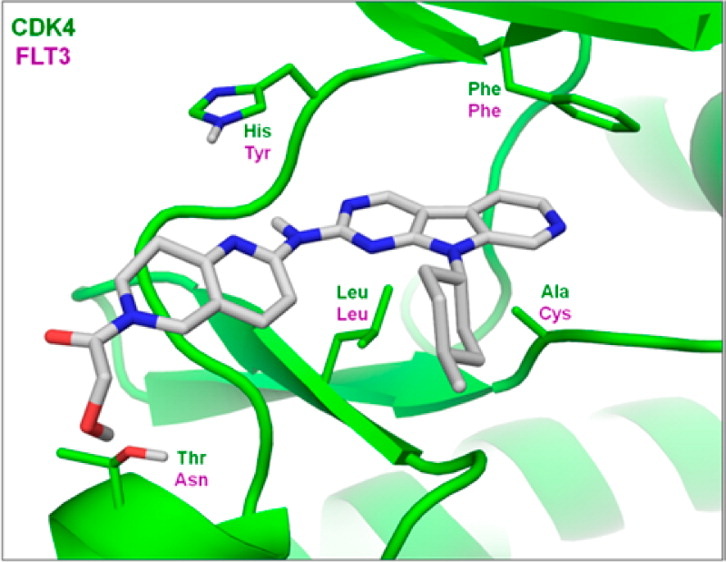 CDK4
FLT3
Phe
Phe
His
Tyr
Leu
Leu
Ala
Cys
Thr
Asn